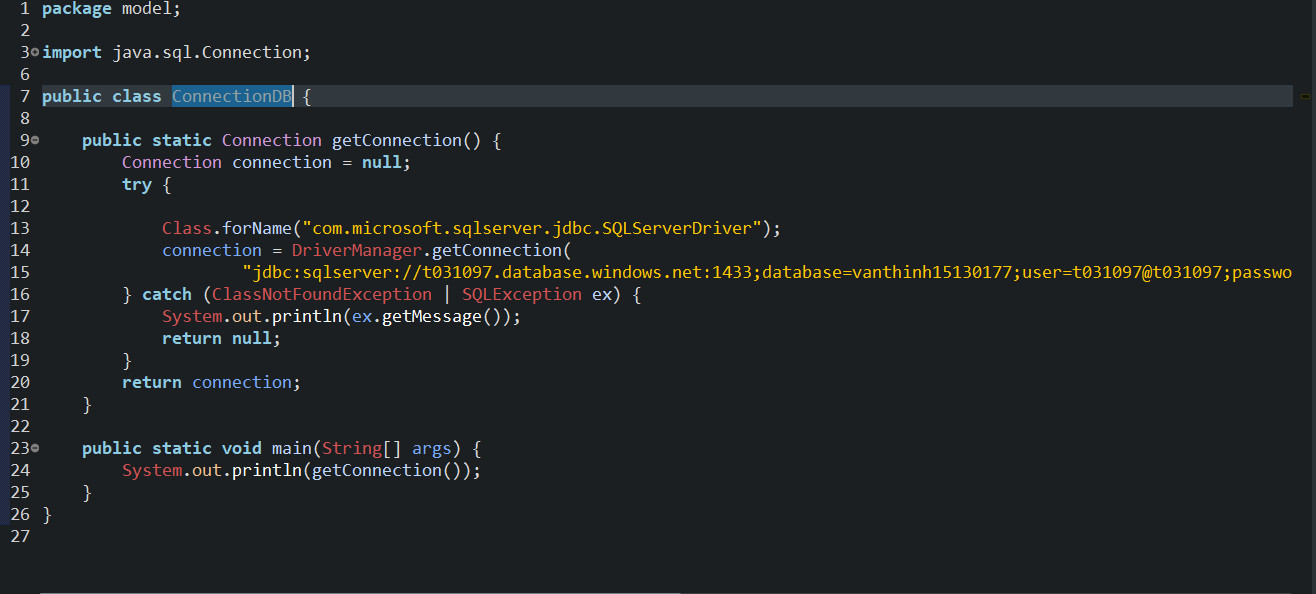 1 package model;
2
3 import java.sql.Connection;
6
7 public class ConnectionDB {
8
9     public static Connection getConnection() {
10         Connection connection = null;
11         try {
12
13             Class.forName("com.microsoft.sqlserver.jdbc.SQLServerDriver");
14             connection = DriverManager.getConnection(
15                     "jdbc:sqlserver://t031097.database.windows.net:1433;database=vanthinh15130177;user=t031097@t031097;passwo
16         } catch (ClassNotFoundException | SQLException ex) {
17             System.out.println(ex.getMessage());
18             return null;
19         }
20         return connection;
21     }
22
23     public static void main(String[] args) {
24         System.out.println(getConnection());
25     }
26 }
27